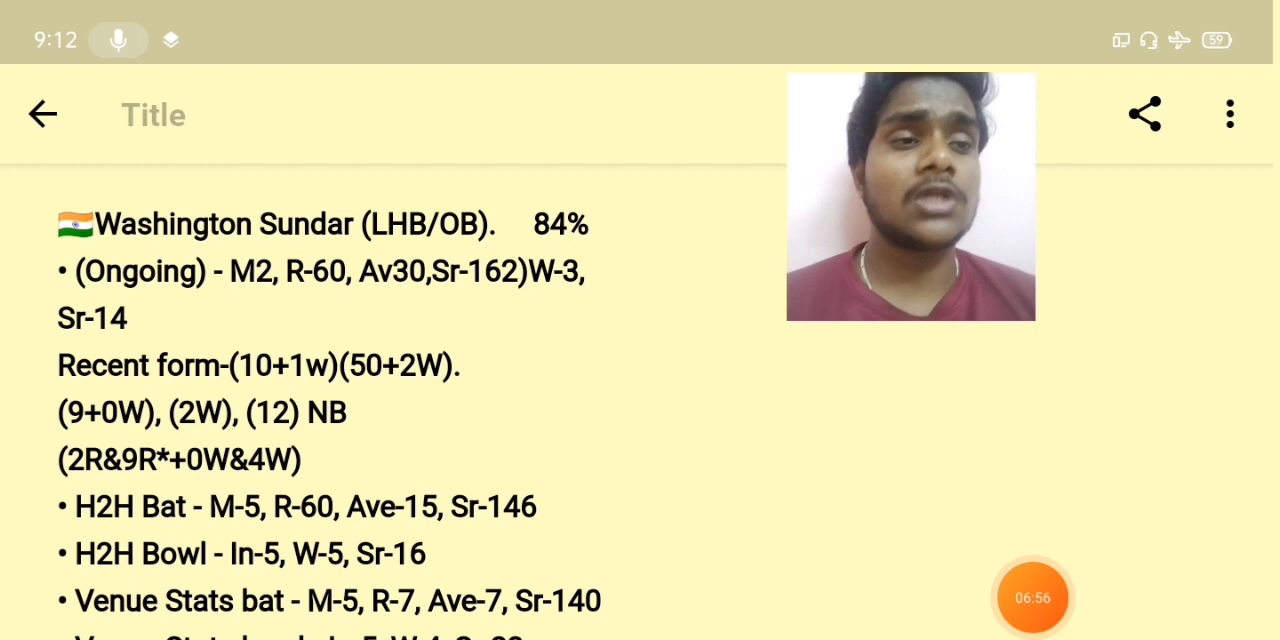 9:12
59
Title
🇮🇳Washington Sundar (LHB/OB). 84%
• (Ongoing) - M2, R-60, Av30,Sr-162)W-3,
Sr-14
Recent form-(10+1w)(50+2W).
(9+0W), (2W), (12) NB
(2R&9R*+0W&4W)
• H2H Bat - M-5, R-60, Ave-15, Sr-146
• H2H Bowl - In-5, W-5, Sr-16
• Venue Stats bat - M-5, R-7, Ave-7, Sr-140
06:56